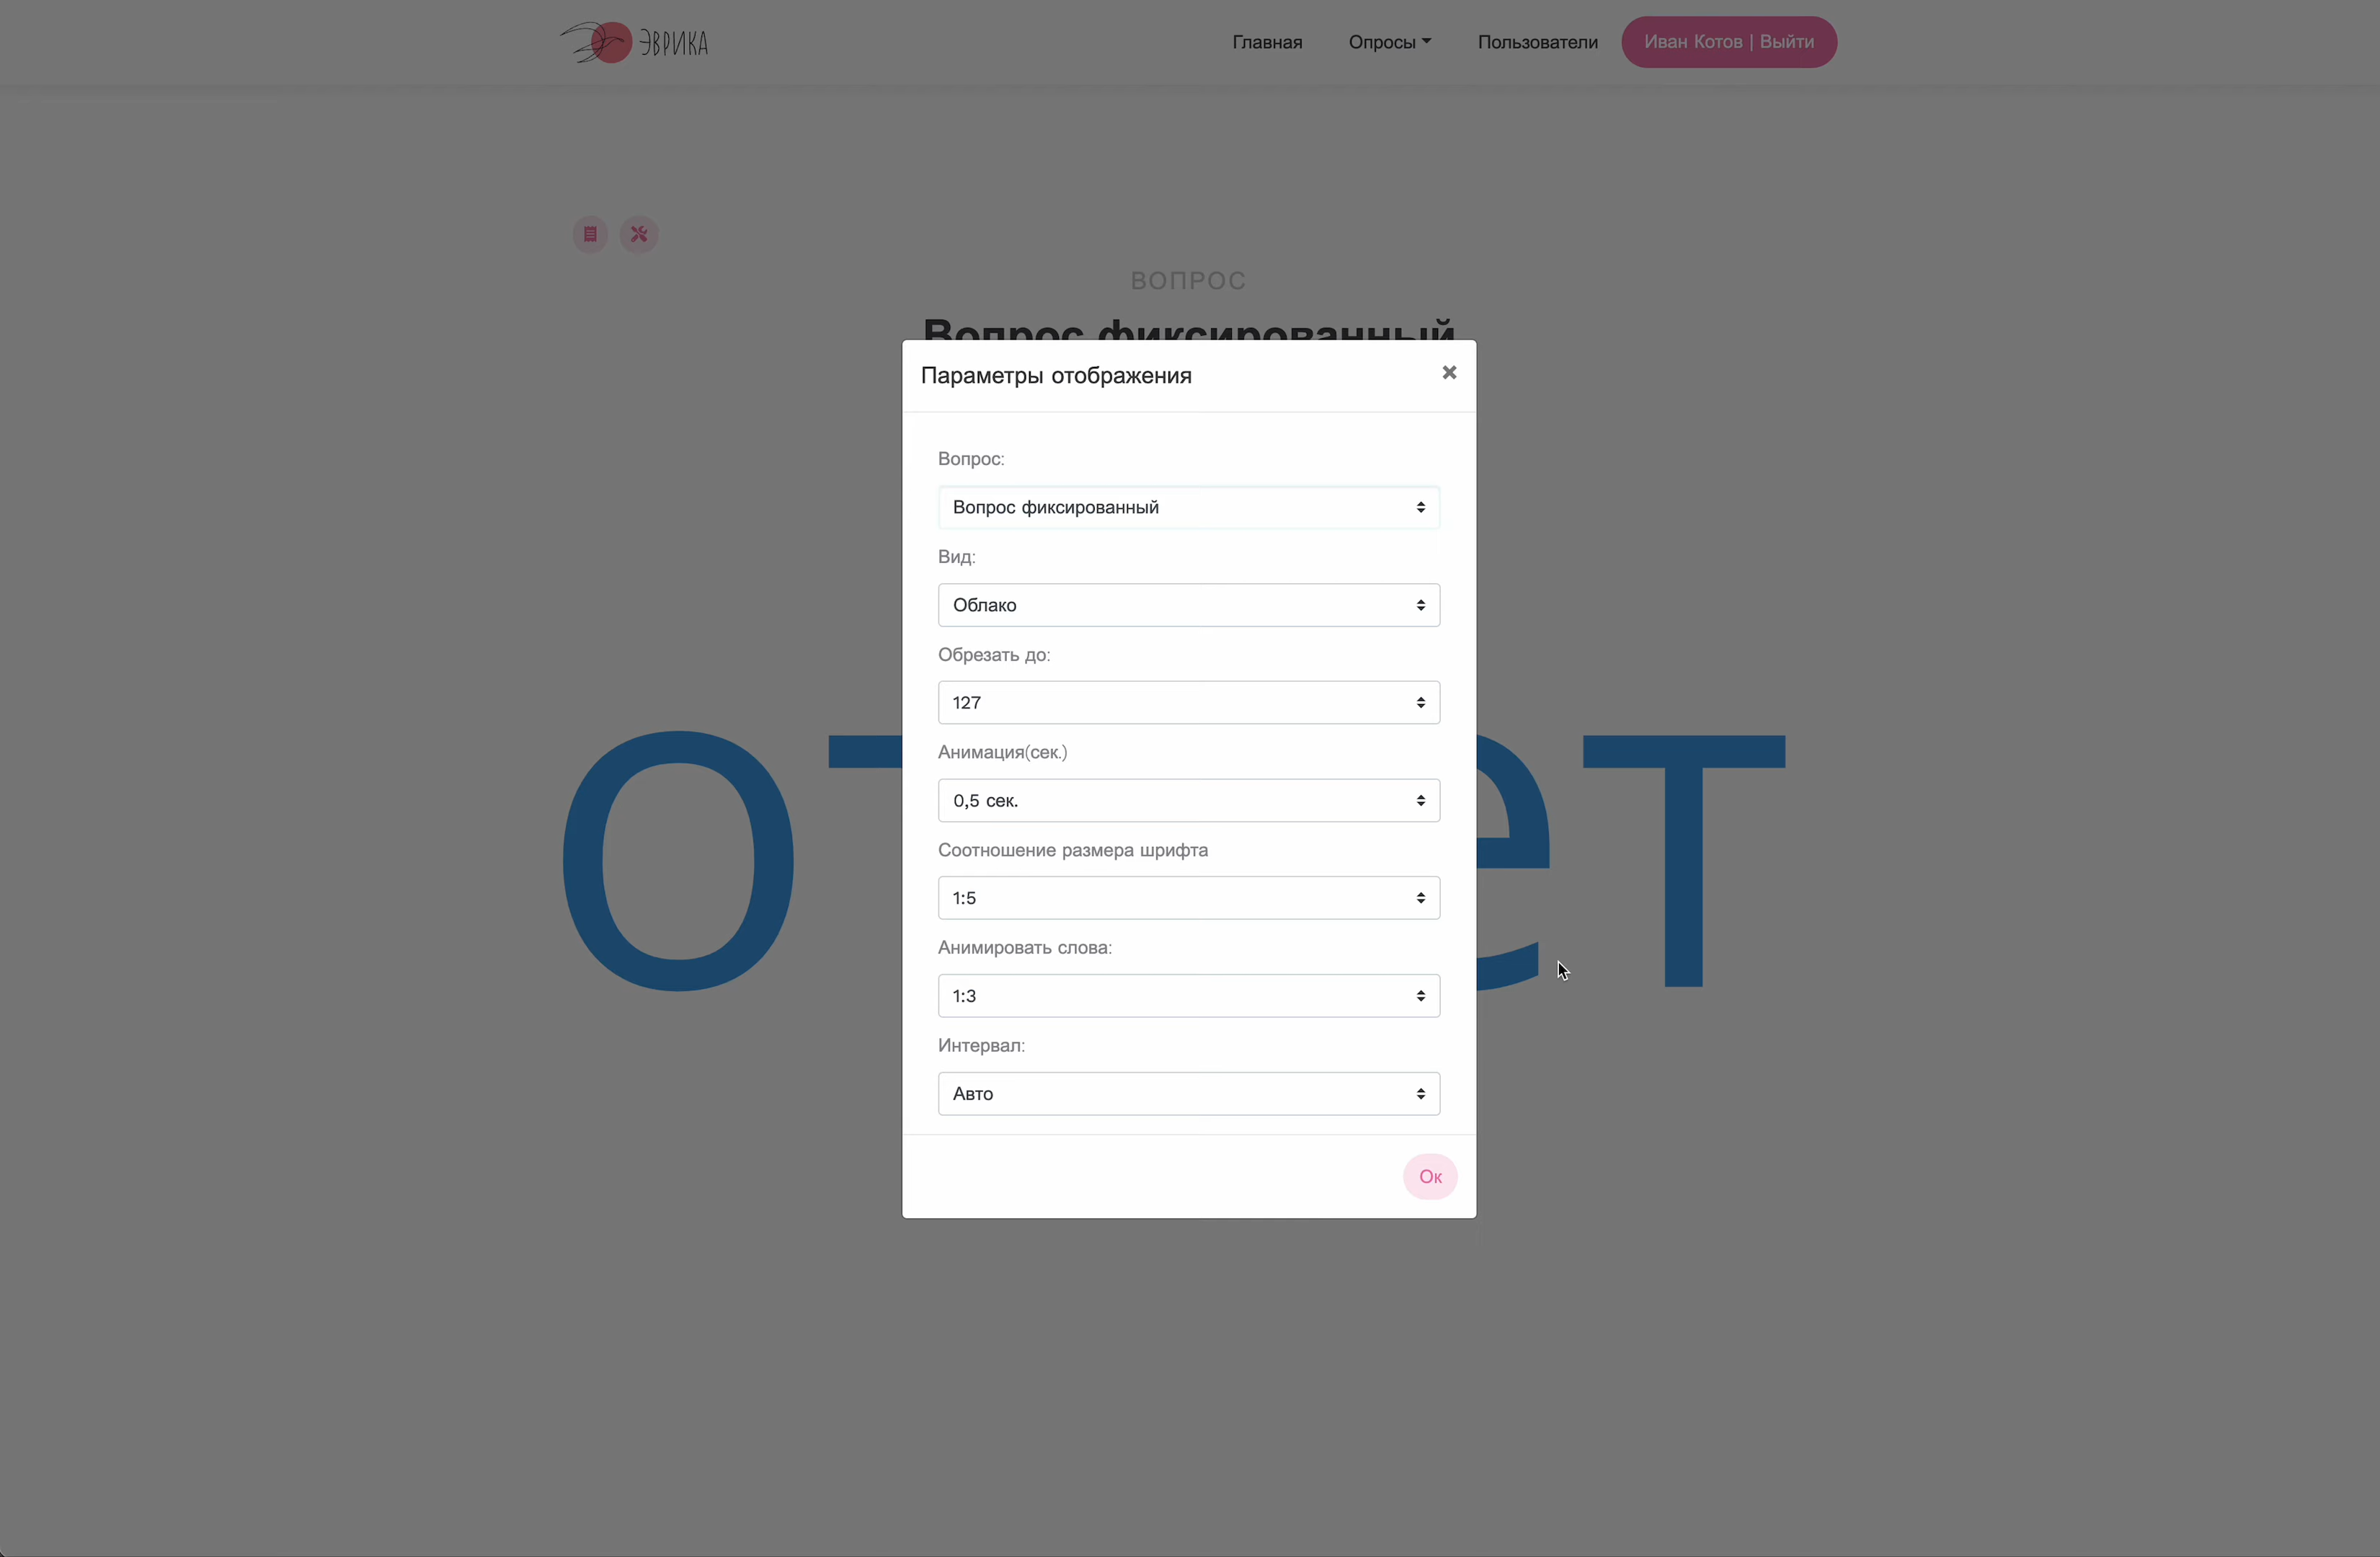 ЭВРИКА
Главная
Опросы
Пользователи
Иван Котов | Выйти
ВОПРОС
Вопрос фиксированный
Параметры отображения
Вопрос:
Вопрос фиксированный
Вид:
Облако
Обрезать до:
127
Анимация(сек.)
0,5 сек.
Соотношение размера шрифта
1:5
Анимировать слова:
1:3
Интервал:
Авто
Ок